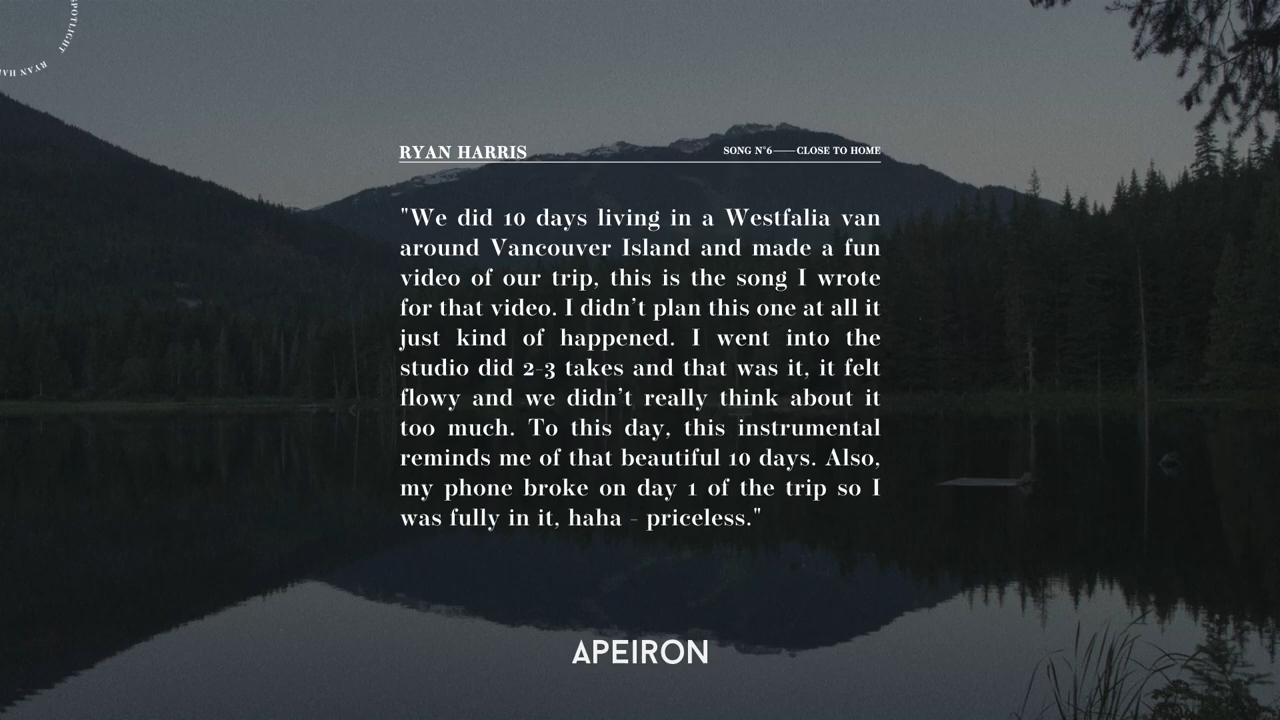 SPOTLIGHT
RYAN
RYAN HARRIS
SONG N°6——CLOSE TO HOME
"We did 10 days living in a Westfalia van
around Vancouver Island and made a fun
video of our trip, this is the song I wrote
for that video. I didn’t plan this one at all it
just kind of happened. I went into the
studio did 2-3 takes and that was it, it felt
flowy and we didn’t really think about it
too much. To this day, this instrumental
reminds me of that beautiful 10 days. Also,
my phone broke on day 1 of the trip so I
was fully in it, haha - priceless."
APEIRON